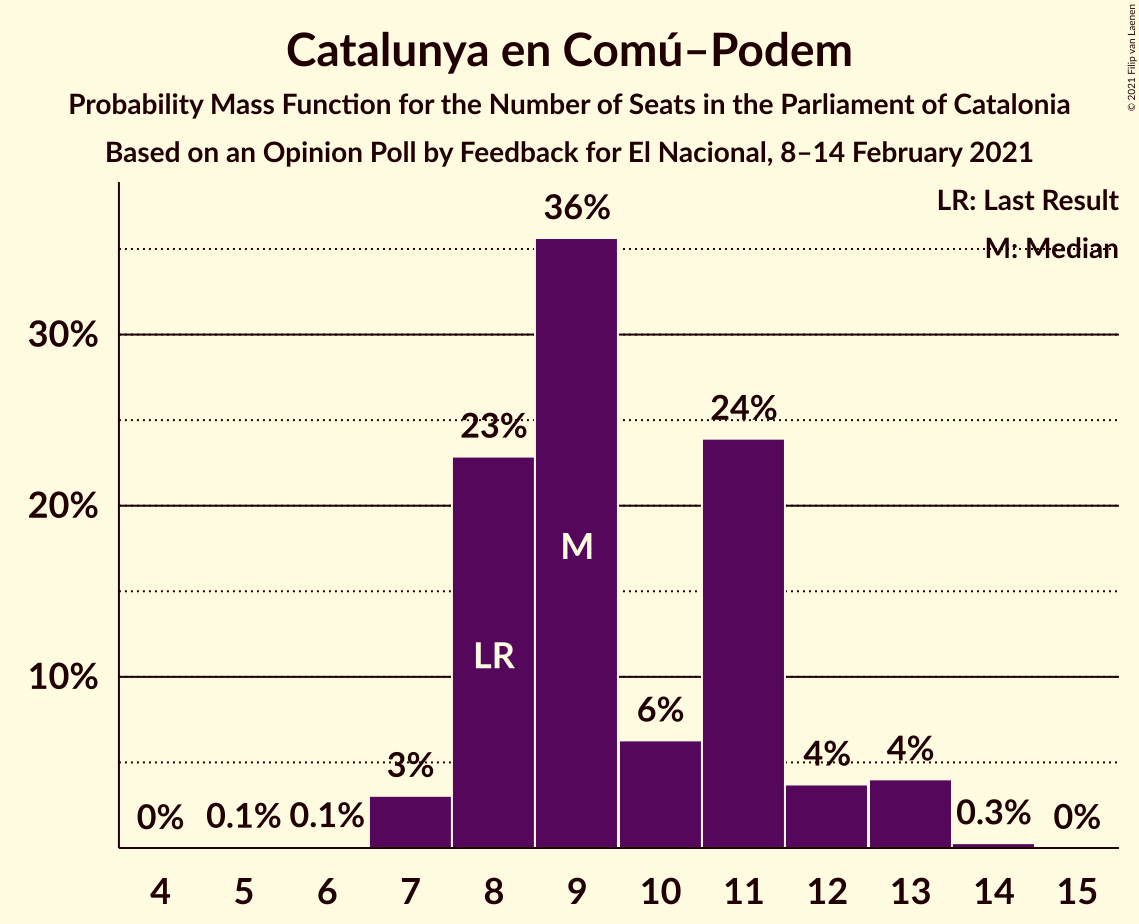 Catalunya en Comú–Podem
Probability Mass Function for the Number of Seats in the Parliament of Catalonia
Based on an Opinion Poll by Feedback for El Nacional, 8–14 February 2021
© 2021 Filip van Laenen
LR: Last Result
M: Median
36%
30%
24%
23%
20%
M
LR
10%
6%
4%
4%
3%
0%
0.1%
0.1%
0.3%
0%
4 5 6 7 8 9 10 11 12 13 14 15